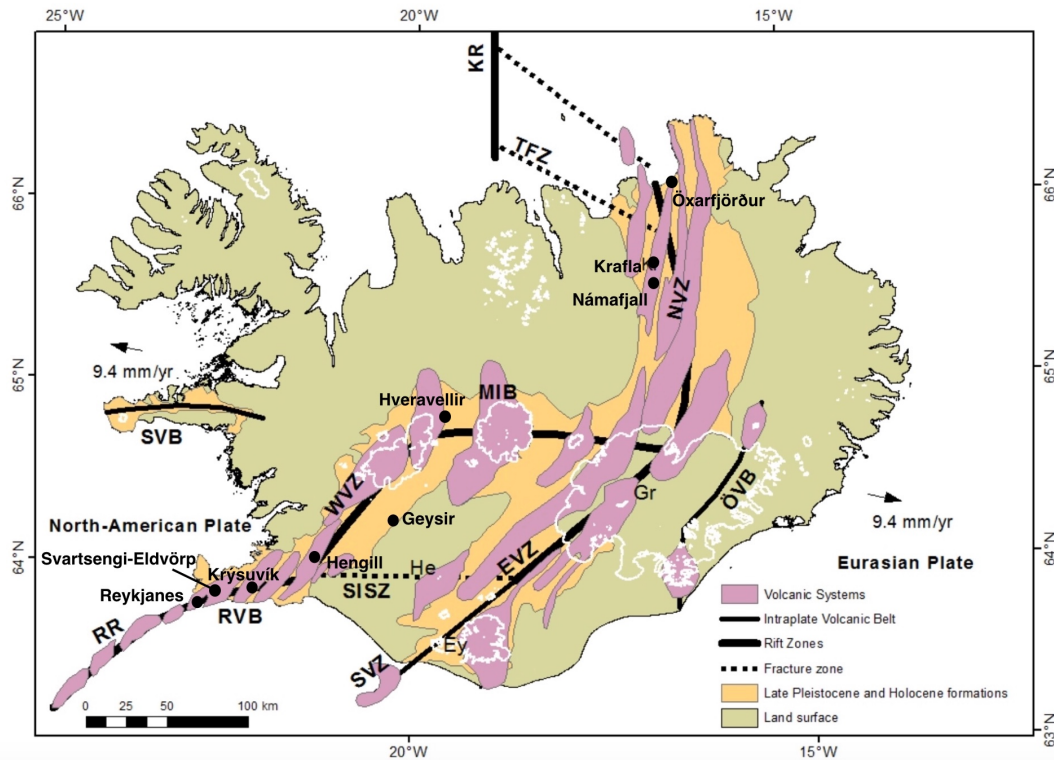 25°W
20°W
15°W
KR
TFZ
66°N
66°N
Öxarfjörður
Krafla
Námafjall
NVZ
65°N
65°N
9.4 mm/yr
Hveravellir
MIB
SVB
WVZ
Gr
ÖVB
Geysir
9.4 mm/yr
North-American Plate
64°N
64°N
Svartsengi-Eldvörp
Hengill
He
EVZ
Eurasian Plate
Krýsuvík
SISZ
Reykjanes
RVB
RR
Ey
SVZ
Volcanic Systems
Intraplate Volcanic Belt
Rift Zones
Fracture zone
Late Pleistocene and Holocene formations
Land surface
0 25 50 100 km
63°N
20°W
15°W